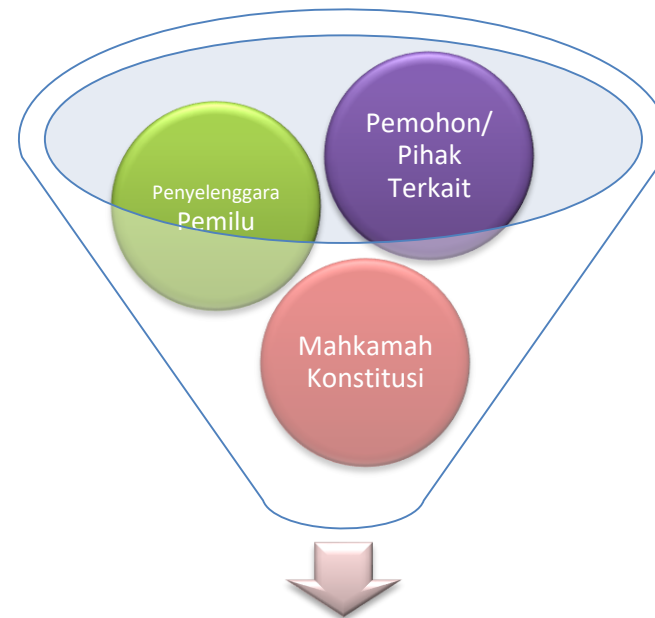 Pemohon/
Pihak
Terkait
Penyelenggara
Pemilu
Mahkamah
Konstitusi